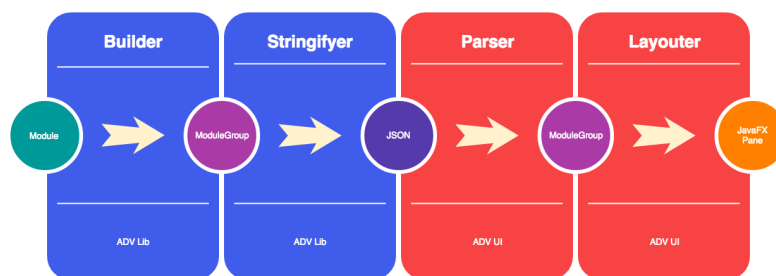 Builder
Stringifyer
Parser
Layouter
Module
ModuleGroup
JSON
ModuleGroup
JavaFX
Pane
ADV Lib
ADV Lib
ADV UI
ADV UI